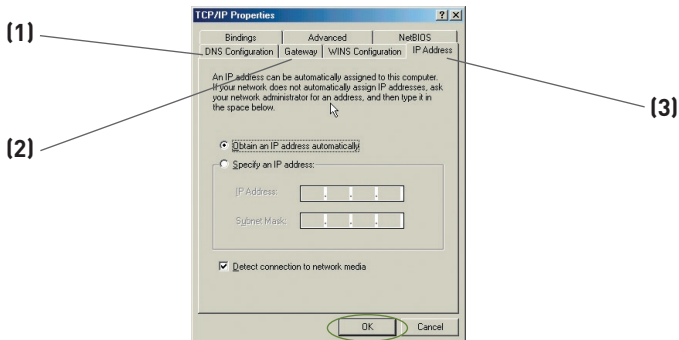 TCP/IP Properties
? ×
Bindings Advanced NetBIOS
DNS Configuration Gateway WINS Configuration IP Address
An IP address can be automatically assigned to this computer.
If your network does not automatically assign IP addresses, ask
your network administrator for an address, and then type it in
the space below.
Obtain an IP address automatically
Specify an IP address:
IP Address:
Subnet Mask:
Detect connection to network media
OK Cancel
(1)
(2)
(3)